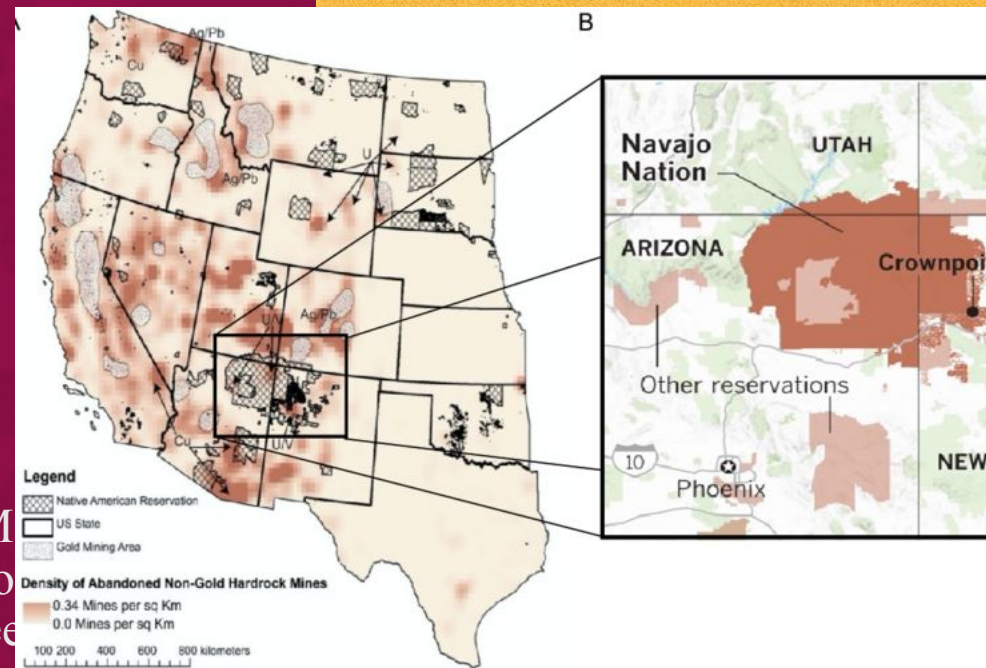 B
Ag/Pb
Cu
U
Ag/Pb
Ag/Pb
U/V
Cu
U/V
Legend
Native American Reservation
US State
Gold Mining Area
Density of Abandoned Non-Gold Hardrock Mines
0.34 Mines per sq Km
0.0 Mines per sq Km
100 200 400 600 800 kilometers
Navajo
Nation
UTAH
ARIZONA
Crownpoi
Other reservations
10
Phoenix
NEW
M